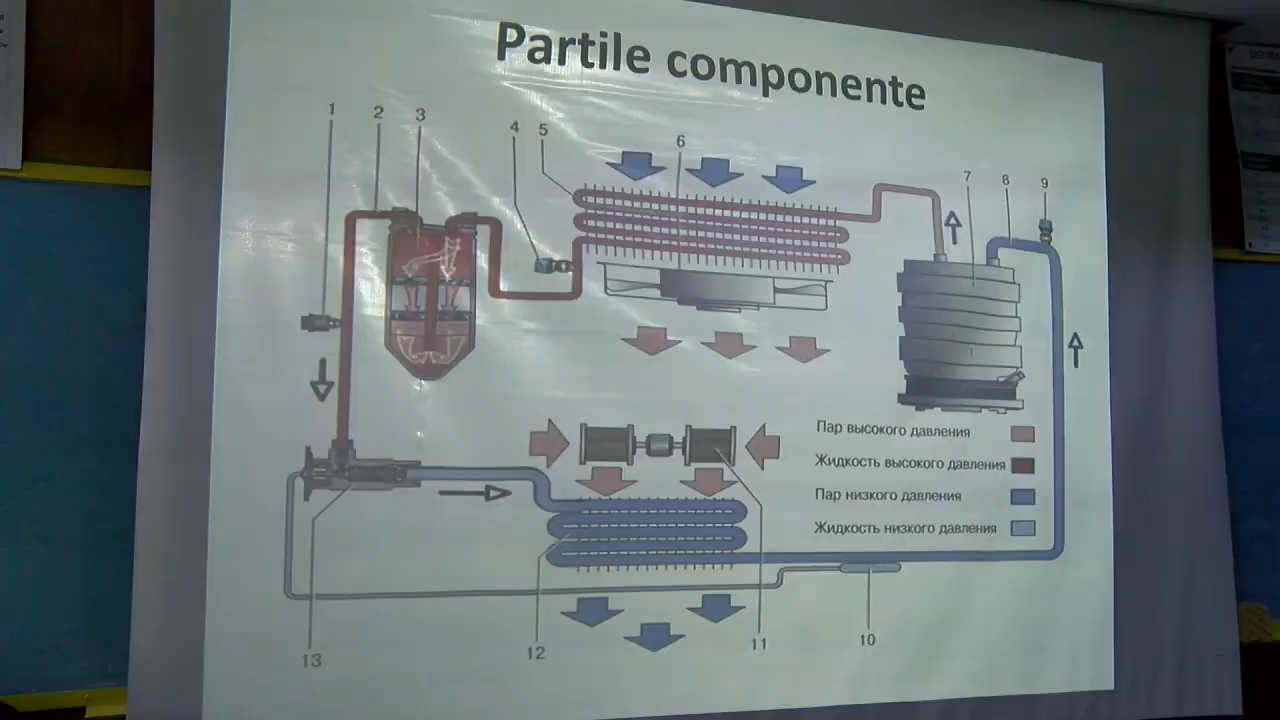 Partile componente
1
2
3
4
5
6
7
8
9
Пар высокого давления
Жидкость высокого давления
Пар низкого давления
Жидкость низкого давления
10
11
12
13